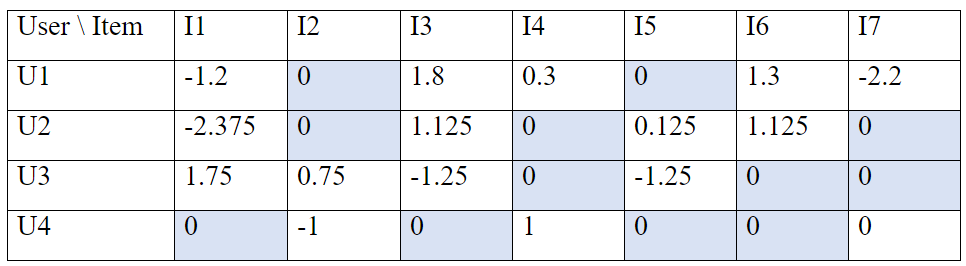 User \ Item I1 I2 I3 I4 I5 I6 I7
U1 -1.2 0 1.8 0.3 0 1.3 -2.2
U2 -2.375 0 1.125 0 0.125 1.125 0
U3 1.75 0.75 -1.25 0 -1.25 0 0
U4 0 -1 0 1 0 0 0